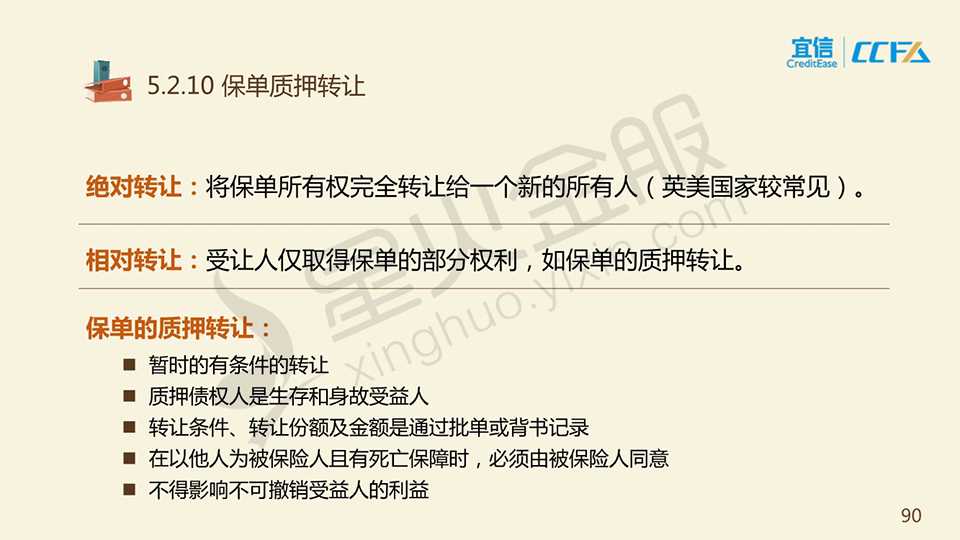 宜信
CreditEase
CCFA
5.2.10 保单质押转让
绝对转让：将保单所有权完全转让给一个新的所有人（英美国家较常见）。
相对转让：受让人仅取得保单的部分权利，如保单的质押转让。
保单的质押转让：
暂时的有条件的转让
质押债权人是生存和身故受益人
转让条件、转让份额及金额是通过批单或背书记录
在以他人为被保险人且有死亡保障时，必须由被保险人同意
不得影响不可撤销受益人的利益
星火金服
xinghuo.yixin.com
90